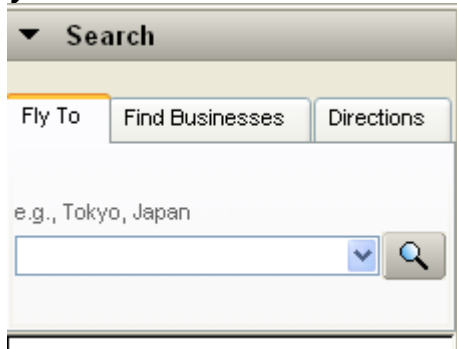 Search
Fly To Find Businesses Directions
e.g., Tokyo, Japan